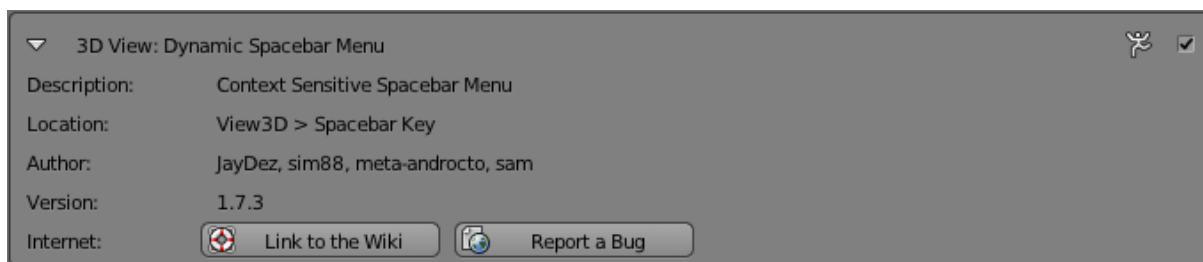 3D View: Dynamic Spacebar Menu
Description: Context Sensitive Spacebar Menu
Location: View3D > Spacebar Key
Author: JayDez, sim88, meta-androcto, sam
Version: 1.7.3
Internet: Link to the Wiki Report a Bug